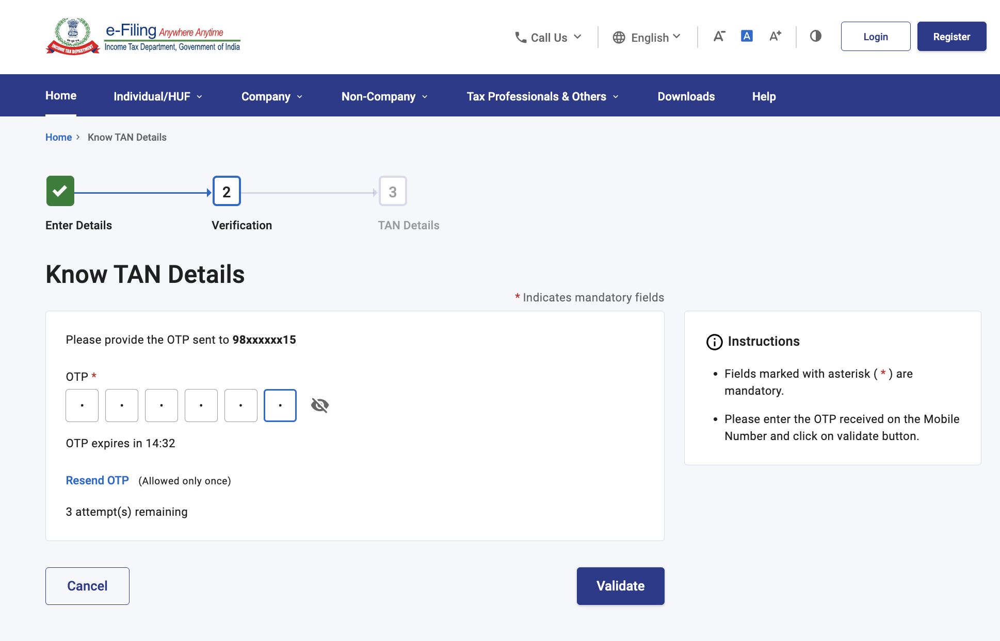 e-Filing Anywhere Anytime
Income Tax Department, Government of India
INCOME TAX DEPARTMENT
Call Us
English
A-
A
A+
Login
Register
Home
Individual/HUF
Company
Non-Company
Tax Professionals & Others
Downloads
Help
Home > Know TAN Details
2
3
Enter Details
Verification
TAN Details
Know TAN Details
* Indicates mandatory fields
Please provide the OTP sent to 98xxxxxx15
OTP *
OTP expires in 14:32
Resend OTP (Allowed only once)
3 attempt(s) remaining
Instructions
• Fields marked with asterisk ( * ) are
mandatory.
• Please enter the OTP received on the Mobile
Number and click on validate button.
Cancel
Validate